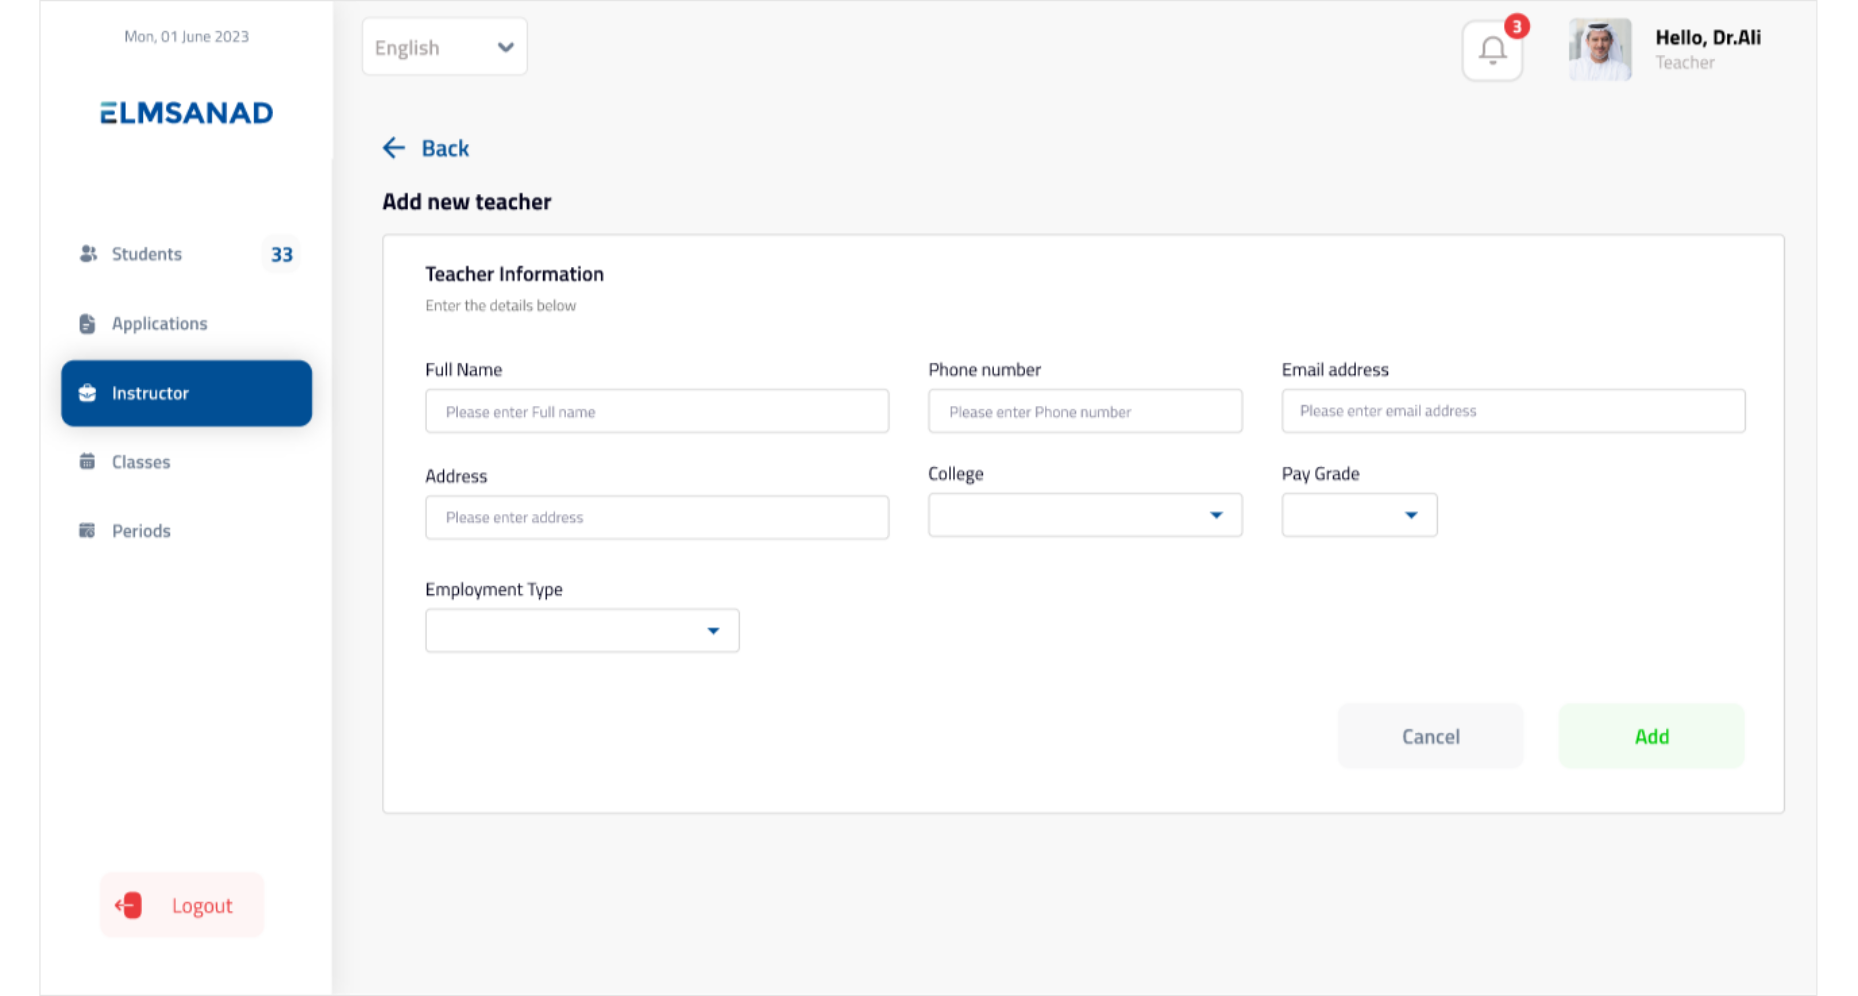 Mon, 01 June 2023
ELMSANAD
Students 33
Applications
Instructor
Classes
Periods
Logout
English
3
Hello, Dr.Ali
Teacher
Back
Add new teacher
Teacher Information
Enter the details below
Full Name
Please enter Full name
Phone number
Please enter Phone number
Email address
Please enter email address
Address
Please enter address
College
Pay Grade
Employment Type
Cancel
Add